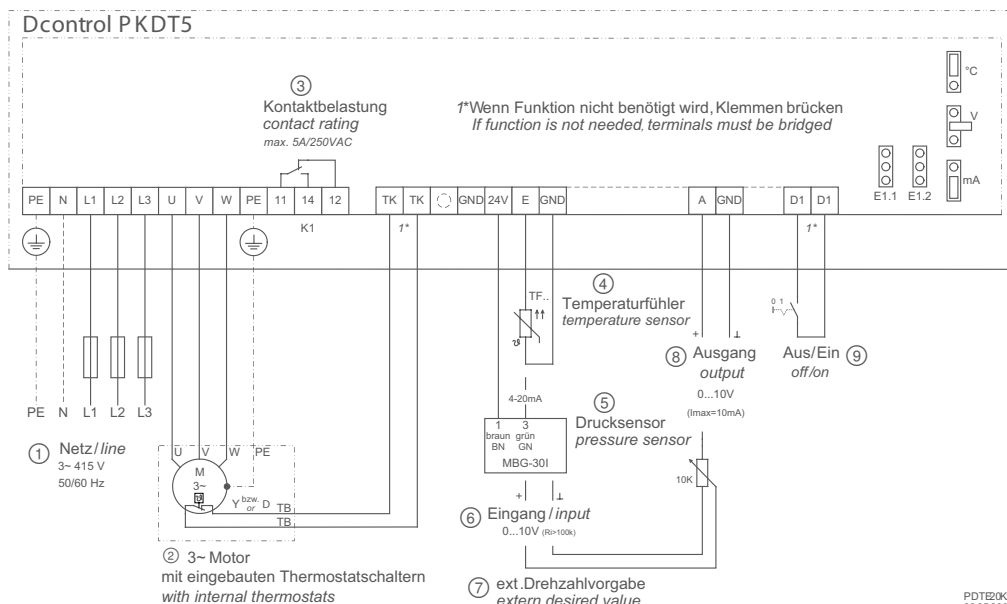 Dcontrol PKDT5
③
Kontaktbelastung
contact rating
max. 5A/250VAC
1*Wenn Funktion nicht benötigt wird, Klemmen brücken
If function is not needed, terminals must be bridged
°C
V
mA
E1.1 E1.2
PE N L1 L2 L3 U V W PE 11 14 12
K1
TK TK GND 24V E GND
1*
A GND
D1 D1
1*
TF..
④
Temperaturfühler
temperature sensor
0 1
⑧ Ausgang
output
0...10V
(Imax=10mA)
+ ⊥
Aus/Ein ⑨
off/on
4-20mA
1 3
braun grün
BN GN
MBG-30I
⑤
Drucksensor
pressure sensor
10K
PE N L1 L2 L3
① Netz/line
3~ 415 V
50/60 Hz
U V W PE
M
3~
Y bzw. or D
TB
TB
+ ⊥
⑥ Eingang/input
0...10V (Ri>100k)
② 3~ Motor
mit eingebauten Thermostatschaltern
with internal thermostats
⑦ ext.Drehzahlvorgabe
extern desired value